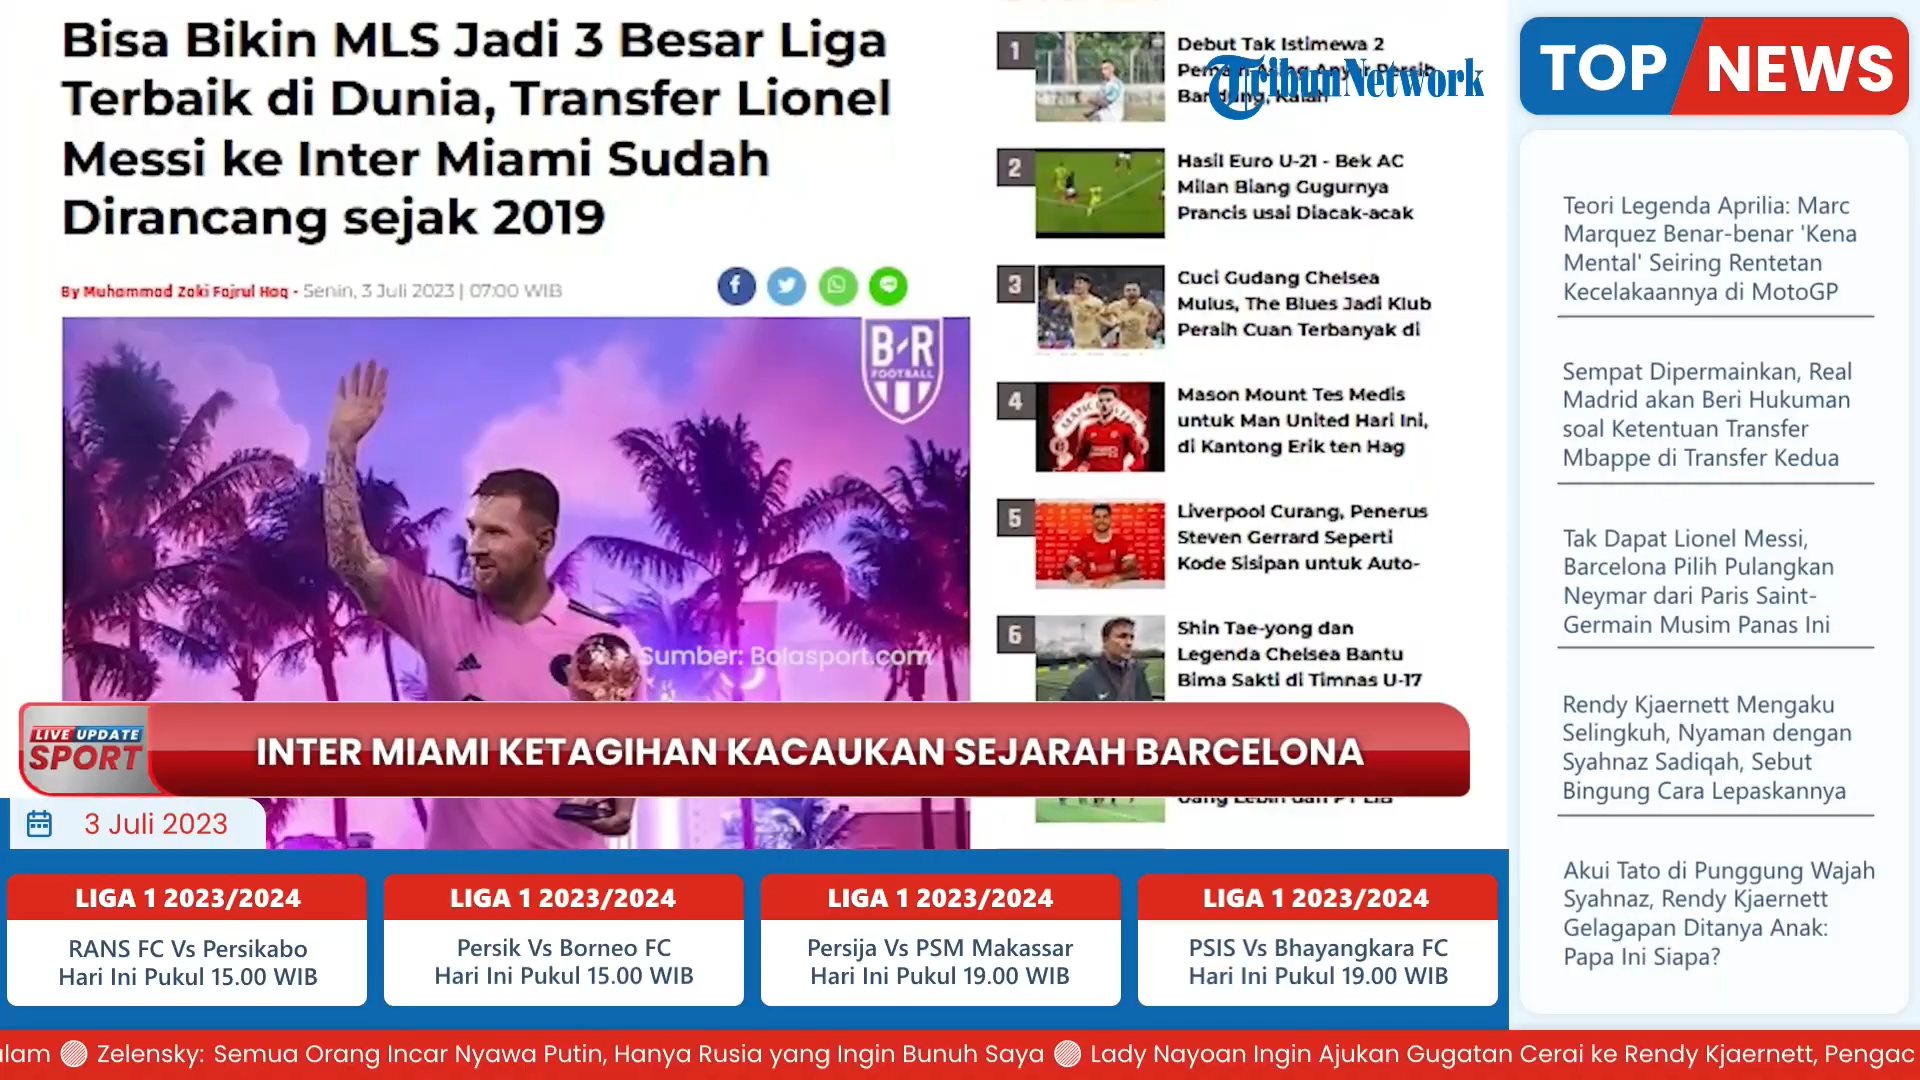 Bisa Bikin MLS Jadi 3 Besar Liga
Terbaik di Dunia, Transfer Lionel
Messi ke Inter Miami Sudah
Dirancang sejak 2019
By Muhammad Zaki Fajrul Haq - Senin, 3 Juli 2023 | 07:00 WIB
B/R
FOOTBALL
Sumber: Bolasport.com
1
Debut Tak Istimewa 2
Pemain Asing Anyar Persib
Bandung, Kalah
TribunNetwork
2
Hasil Euro U-21 - Bek AC
Milan Biang Gugurnya
Prancis usai Diacak-acak
3
Cuci Gudang Chelsea
Mulus, The Blues Jadi Klub
Peraih Cuan Terbanyak di
4
Mason Mount Tes Medis
untuk Man United Hari Ini,
di Kantong Erik ten Hag
5
Liverpool Curang, Penerus
Steven Gerrard Seperti
Kode Sisipan untuk Auto-
6
Shin Tae-yong dan
Legenda Chelsea Bantu
Bima Sakti di Timnas U-17
LIVE UPDATE
SPORT
INTER MIAMI KETAGIHAN KACAUKAN SEJARAH BARCELONA
3 Juli 2023
LIGA 1 2023/2024
RANS FC Vs Persikabo
Hari Ini Pukul 15.00 WIB
LIGA 1 2023/2024
Persik Vs Borneo FC
Hari Ini Pukul 15.00 WIB
LIGA 1 2023/2024
Persija Vs PSM Makassar
Hari Ini Pukul 19.00 WIB
LIGA 1 2023/2024
PSIS Vs Bhayangkara FC
Hari Ini Pukul 19.00 WIB
TOP NEWS
Teori Legenda Aprilia: Marc
Marquez Benar-benar 'Kena
Mental' Seiring Rentetan
Kecelakaannya di MotoGP
Sempat Dipermainkan, Real
Madrid akan Beri Hukuman
soal Ketentuan Transfer
Mbappe di Transfer Kedua
Tak Dapat Lionel Messi,
Barcelona Pilih Pulangkan
Neymar dari Paris Saint-
Germain Musim Panas Ini
Rendy Kjaernett Mengaku
Selingkuh, Nyaman dengan
Syahnaz Sadiqah, Sebut
Bingung Cara Lepaskannya
Akui Tato di Punggung Wajah
Syahnaz, Rendy Kjaernett
Gelagapan Ditanya Anak:
Papa Ini Siapa?
alam Zelensky: Semua Orang Incar Nyawa Putin, Hanya Rusia yang Ingin Bunuh Saya Lady Nayoan Ingin Ajukan Gugatan Cerai ke Rendy Kjaernett, Pengac